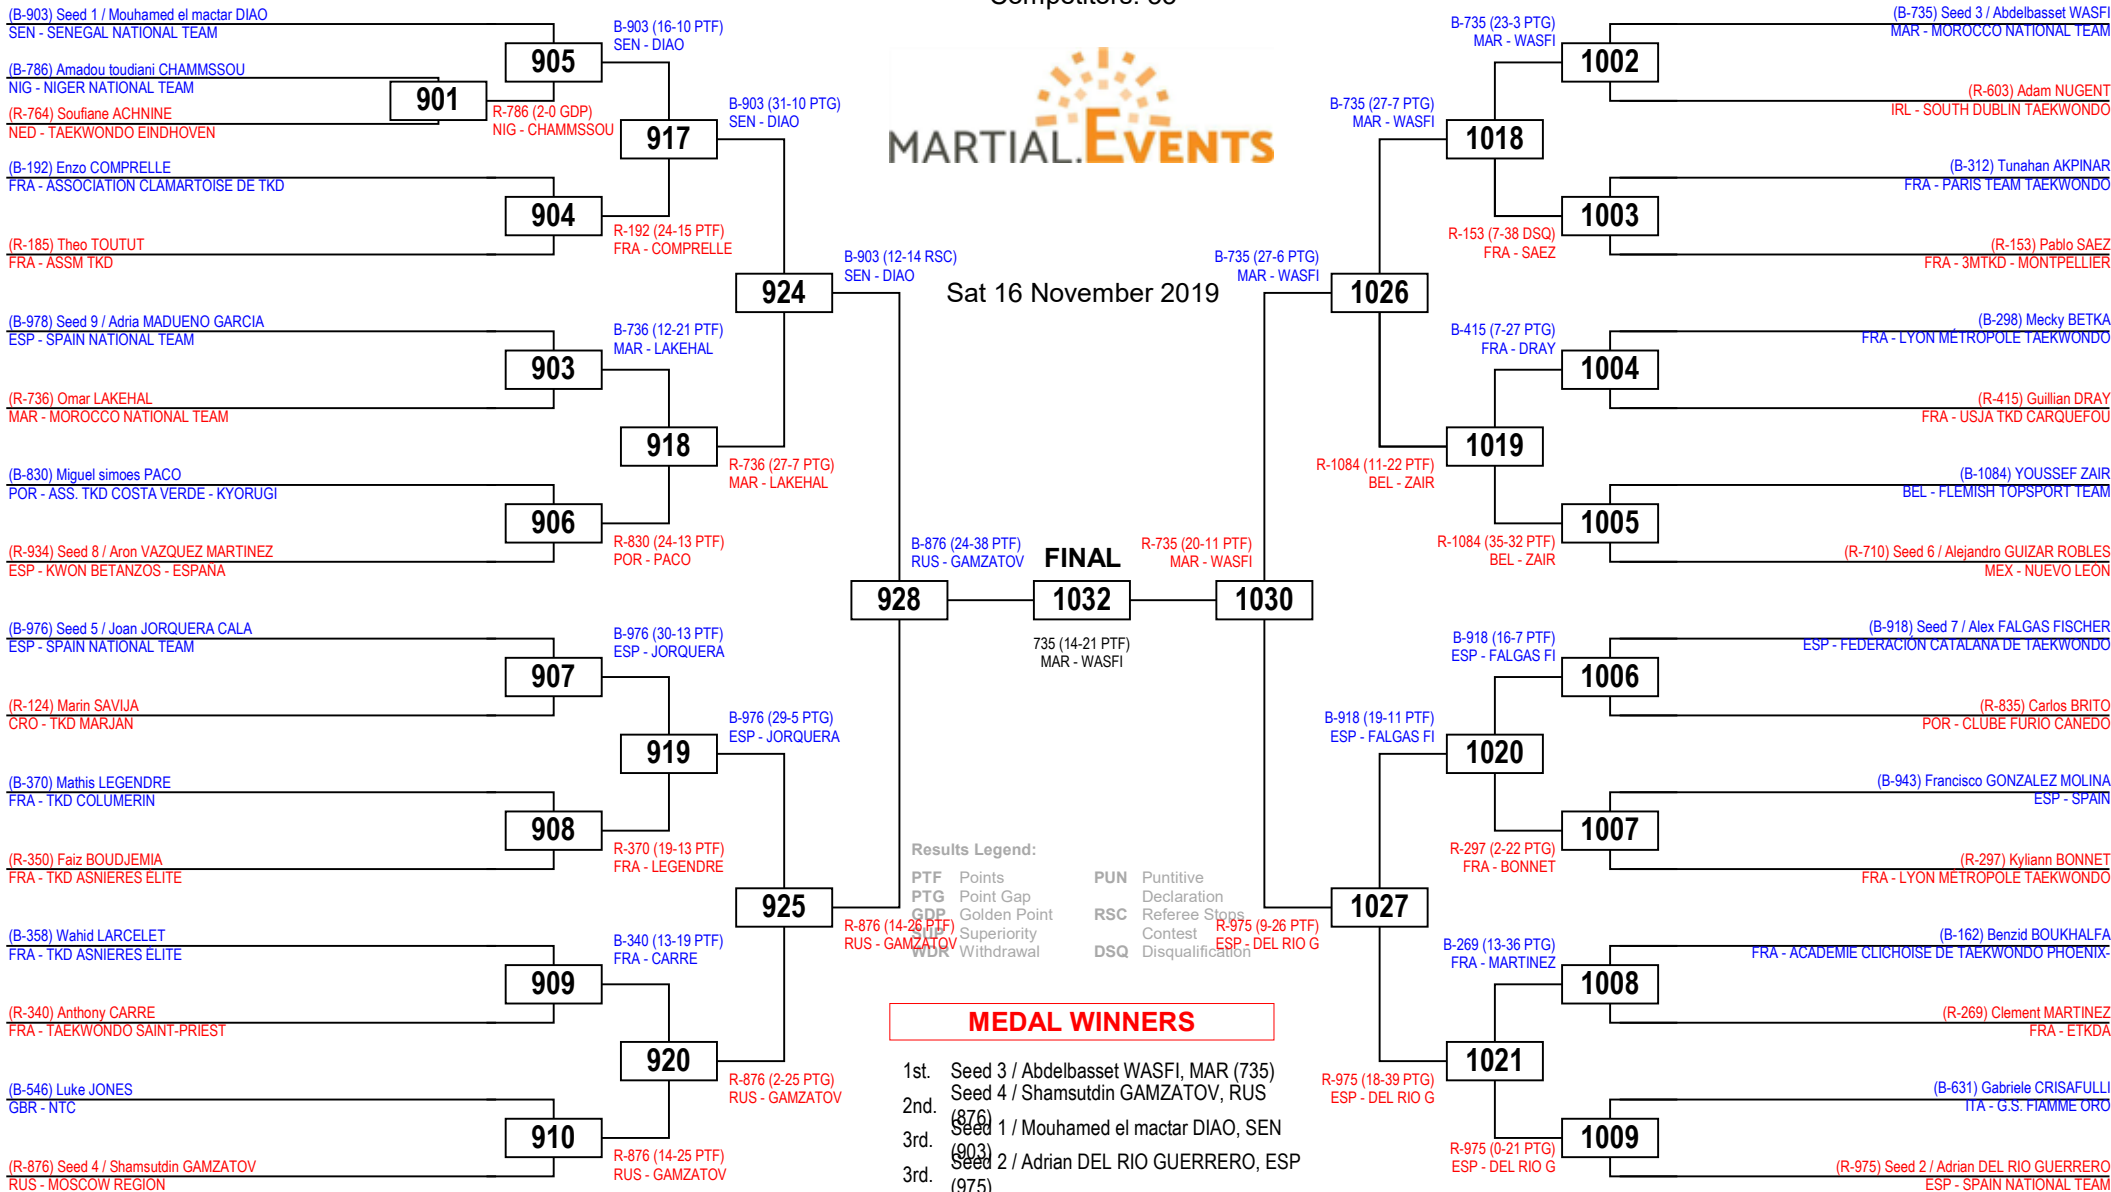 (B-903) Seed 1 / Mouhamed el mactar DIAO
SEN - SENEGAL NATIONAL TEAM
(B-786) Amadou toudiani CHAMMSSOU
NIG - NIGER NATIONAL TEAM
(R-764) Soufiane ACHNINE
NED - TAEKWONDO EINDHOVEN
(B-192) Enzo COMPRELLE
FRA - ASSOCIATION CLAMARTOISE DE TKD
(R-185) Theo TOUTUT
FRA - ASSM TKD
(B-978) Seed 9 / Adria MADUENO GARCIA
ESP - SPAIN NATIONAL TEAM
(R-736) Omar LAKEHAL
MAR - MOROCCO NATIONAL TEAM
(B-830) Miguel simoes PACO
POR - ASS. TKD COSTA VERDE - KYORUGI
(R-934) Seed 8 / Aron VAZQUEZ MARTINEZ
ESP - KWON BETANZOS - ESPAÑA
(B-976) Seed 5 / Joan JORQUERA CALA
ESP - SPAIN NATIONAL TEAM
(R-124) Marin SAVIJA
CRO - TKD MARJAN
(B-370) Mathis LEGENDRE
FRA - TKD COLUMERIN
(R-350) Faiz BOUDJEMIA
FRA - TKD ASNIERES ÉLITE
(B-358) Wahid LARCELET
FRA - TKD ASNIERES ÉLITE
(R-340) Anthony CARRE
FRA - TAEKWONDO SAINT-PRIEST
(B-546) Luke JONES
GBR - NTC
(R-876) Seed 4 / Shamsutdin GAMZATOV
RUS - MOSCOW REGION
901
R-786 (2-0 GDP)
NIG - CHAMMSSOU
905
904
903
906
907
908
909
910
B-903 (16-10 PTF)
SEN - DIAO
R-192 (24-15 PTF)
FRA - COMPRELLE
B-736 (12-21 PTF)
MAR - LAKEHAL
R-830 (24-13 PTF)
POR - PACO
B-976 (30-13 PTF)
ESP - JORQUERA
R-370 (19-13 PTF)
FRA - LEGENDRE
B-340 (13-19 PTF)
FRA - CARRE
R-876 (14-25 PTF)
RUS - GAMZATOV
917
918
919
920
B-903 (31-10 PTG)
SEN - DIAO
R-736 (27-7 PTG)
MAR - LAKEHAL
B-976 (29-5 PTG)
ESP - JORQUERA
R-876 (2-25 PTG)
RUS - GAMZATOV
924
925
B-903 (12-14 RSC)
SEN - DIAO
R-876 (14-26 PTF)
RUS - GAMZATOV
928
B-876 (24-38 PTF)
RUS - GAMZATOV
MARTIAL.EVENTS
Sat 16 November 2019
FINAL
1032
735 (14-21 PTF)
MAR - WASFI
R-735 (20-11 PTF)
MAR - WASFI
1030
B-735 (27-6 PTG)
MAR - WASFI
R-975 (9-26 PTF)
ESP - DEL RIO G
1026
1027
B-735 (27-7 PTG)
MAR - WASFI
R-1084 (11-22 PTF)
BEL - ZAIR
B-918 (19-11 PTF)
ESP - FALGAS FI
R-975 (18-39 PTG)
ESP - DEL RIO G
1018
1019
1020
1021
B-735 (23-3 PTG)
MAR - WASFI
R-153 (7-38 DSQ)
FRA - SAEZ
B-415 (7-27 PTG)
FRA - DRAY
R-1084 (35-32 PTF)
BEL - ZAIR
B-918 (16-7 PTF)
ESP - FALGAS FI
R-297 (2-22 PTG)
FRA - BONNET
B-269 (13-36 PTG)
FRA - MARTINEZ
R-975 (0-21 PTG)
ESP - DEL RIO G
1002
1003
1004
1005
1006
1007
1008
1009
(B-735) Seed 3 / Abdelbasset WASFI
MAR - MOROCCO NATIONAL TEAM
(R-603) Adam NUGENT
IRL - SOUTH DUBLIN TAEKWONDO
(B-312) Tunahan AKPINAR
FRA - PARIS TEAM TAEKWONDO
(R-153) Pablo SAEZ
FRA - 3MTKD - MONTPELLIER
(B-298) Mecky BETKA
FRA - LYON MÉTROPOLE TAEKWONDO
(R-415) Guillian DRAY
FRA - USJA TKD CARQUEFOU
(B-1084) YOUSSEF ZAIR
BEL - FLEMISH TOPSPORT TEAM
(R-710) Seed 6 / Alejandro GUIZAR ROBLES
MEX - NUEVO LEÓN
(B-918) Seed 7 / Alex FALGAS FISCHER
ESP - FEDERACIÓN CATALANA DE TAEKWONDO
(R-835) Carlos BRITO
POR - CLUBE FURIO CANEDO
(B-943) Francisco GONZALEZ MOLINA
ESP - SPAIN
(R-297) Kyliann BONNET
FRA - LYON MÉTROPOLE TAEKWONDO
(B-162) Benzid BOUKHALFA
FRA - ACADEMIE CLICHOISE DE TAEKWONDO PHOENIX-
(R-269) Clement MARTINEZ
FRA - ETKDA
(B-631) Gabriele CRISAFULLI
ITA - G.S. FIAMME ORO
(R-975) Seed 2 / Adrian DEL RIO GUERRERO
ESP - SPAIN NATIONAL TEAM
Results Legend:
PTF Points
PTG Point Gap
GDP Golden Point
SUP Superiority
WDR Withdrawal
PUN Puntitive
Declaration
RSC Referee Stops
Contest
DSQ Disqualification
MEDAL WINNERS
1st. Seed 3 / Abdelbasset WASFI, MAR (735)
2nd. Seed 4 / Shamsutdin GAMZATOV, RUS
(876)
3rd. Seed 1 / Mouhamed el mactar DIAO, SEN
(903)
3rd. Seed 2 / Adrian DEL RIO GUERRERO, ESP
(975)